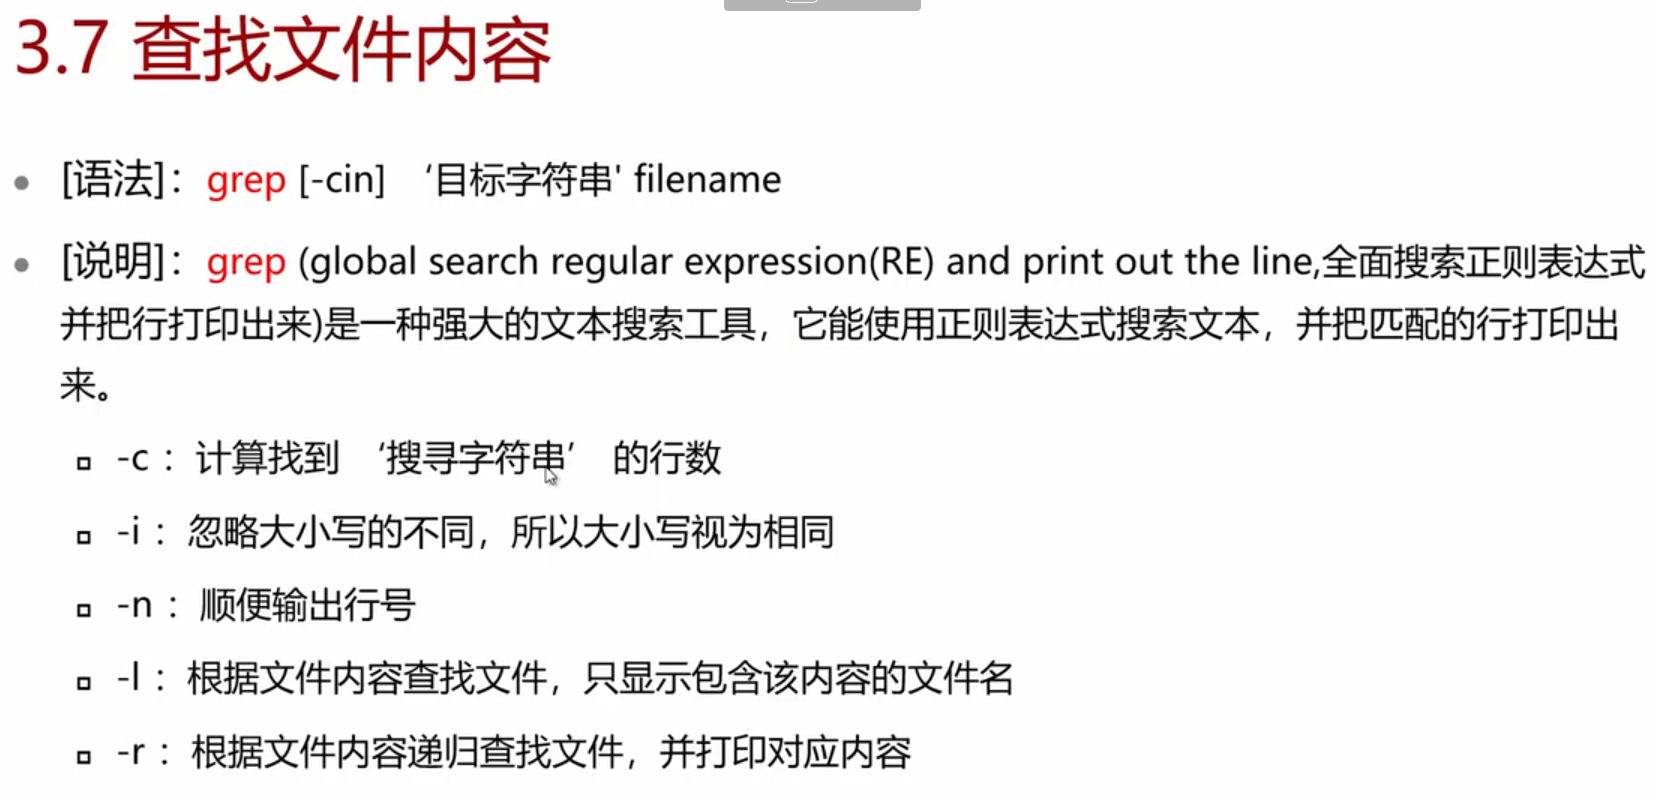 3.7 查找文件内容
[语法]：grep [-cin] ‘目标字符串' filename
[说明]：grep (global search regular expression(RE) and print out the line,全面搜索正则表达式
并把行打印出来)是一种强大的文本搜索工具，它能使用正则表达式搜索文本，并把匹配的行打印出
来。
-c ：计算找到 ‘搜寻字符串’ 的行数
-i ：忽略大小写的不同，所以大小写视为相同
-n ：顺便输出行号
-l ：根据文件内容查找文件，只显示包含该内容的文件名
-r ：根据文件内容递归查找文件，并打印对应内容